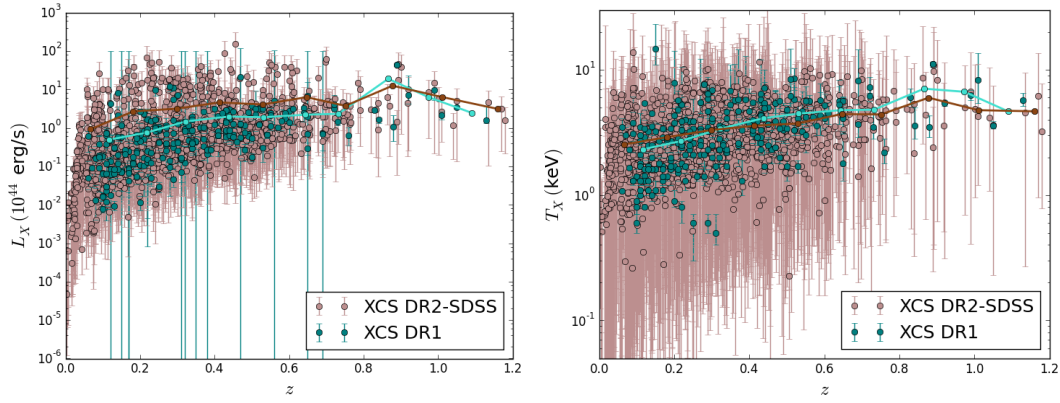 10^3
10^2
10^1
10^0
10^-1
10^-2
10^-3
10^-4
10^-5
10^-6
L_X (10^44 erg/s)
0.0 0.2 0.4 0.6 0.8 1.0 1.2
z
XCS DR2-SDSS
XCS DR1
10^1
10^0
10^-1
T_X (keV)
0.0 0.2 0.4 0.6 0.8 1.0 1.2
z
XCS DR2-SDSS
XCS DR1